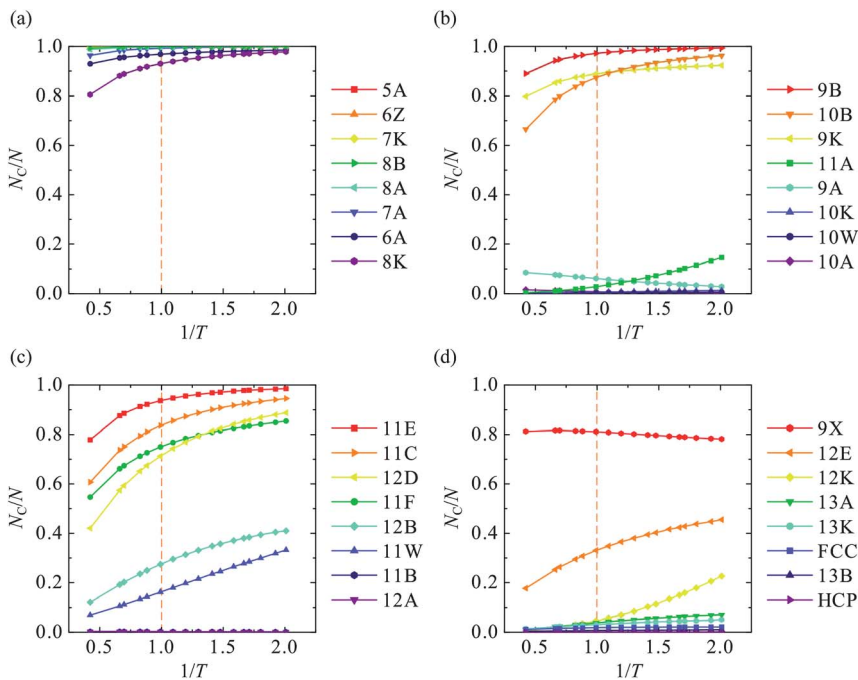 (a)
1.0
0.8
0.6
0.4
0.2
0.0
N_C/N
0.5 1.0 1.5 2.0
1/T
5A
6Z
7K
8B
8A
7A
6A
8K
(b)
1.0
0.8
0.6
0.4
0.2
0.0
N_C/N
0.5 1.0 1.5 2.0
1/T
9B
10B
9K
11A
9A
10K
10W
10A
(c)
1.0
0.8
0.6
0.4
0.2
0.0
N_C/N
0.5 1.0 1.5 2.0
1/T
11E
11C
12D
11F
12B
11W
11B
12A
(d)
1.0
0.8
0.6
0.4
0.2
0.0
N_C/N
0.5 1.0 1.5 2.0
1/T
9X
12E
12K
13A
13K
FCC
13B
HCP